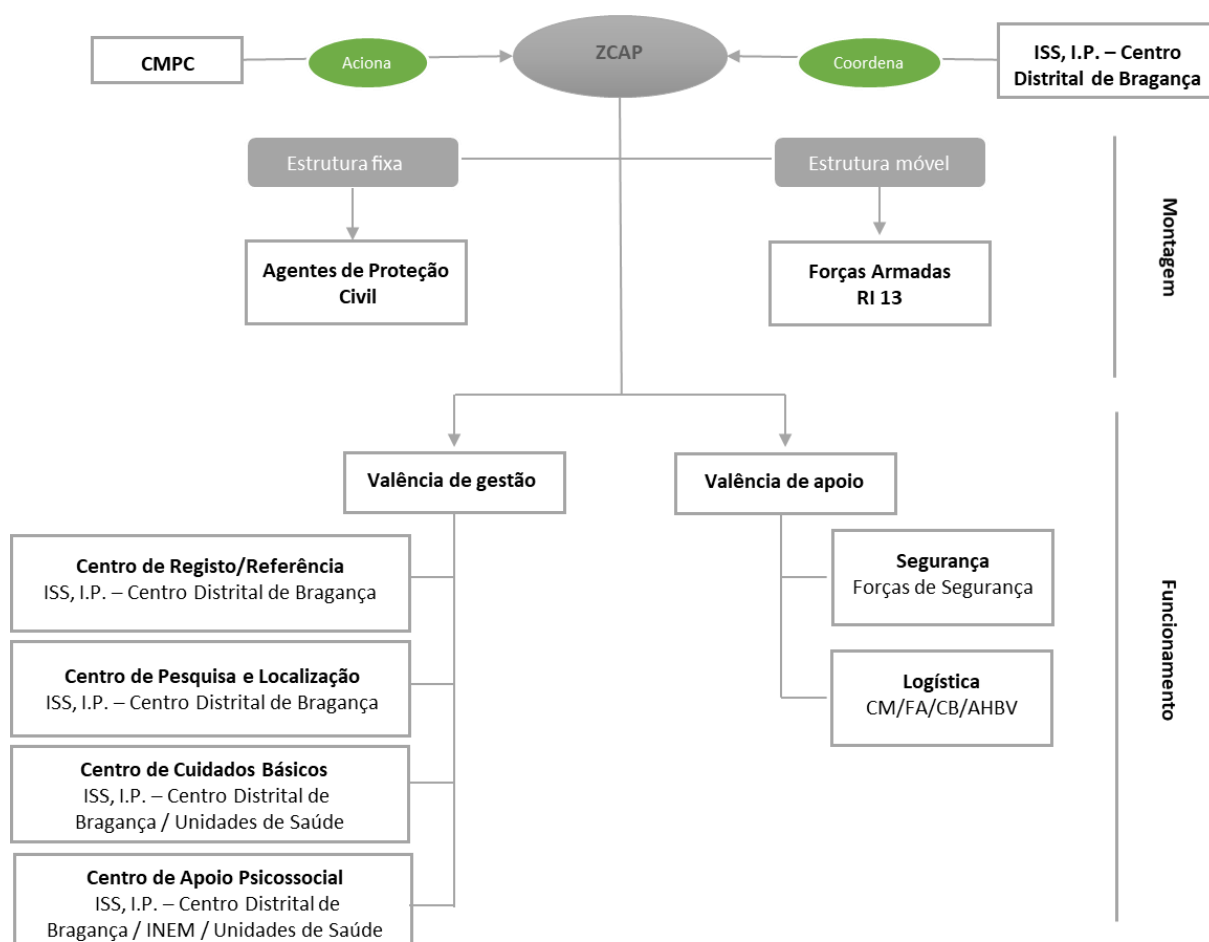 CMPC
Aciona
ZCAP
Coordena
ISS, I.P. – Centro
Distrital de Bragança
Estrutura fixa
Estrutura móvel
Agentes de Proteção
Civil
Forças Armadas
RI 13
Montagem
Valência de gestão
Valência de apoio
Centro de Registo/Referência
ISS, I.P. – Centro Distrital de Bragança
Centro de Pesquisa e Localização
ISS, I.P. – Centro Distrital de Bragança
Centro de Cuidados Básicos
ISS, I.P. – Centro Distrital de
Bragança / Unidades de Saúde
Centro de Apoio Psicossocial
ISS, I.P. – Centro Distrital de
Bragança / INEM / Unidades de Saúde
Segurança
Forças de Segurança
Logística
CM/FA/CB/AHBV
Funcionamento